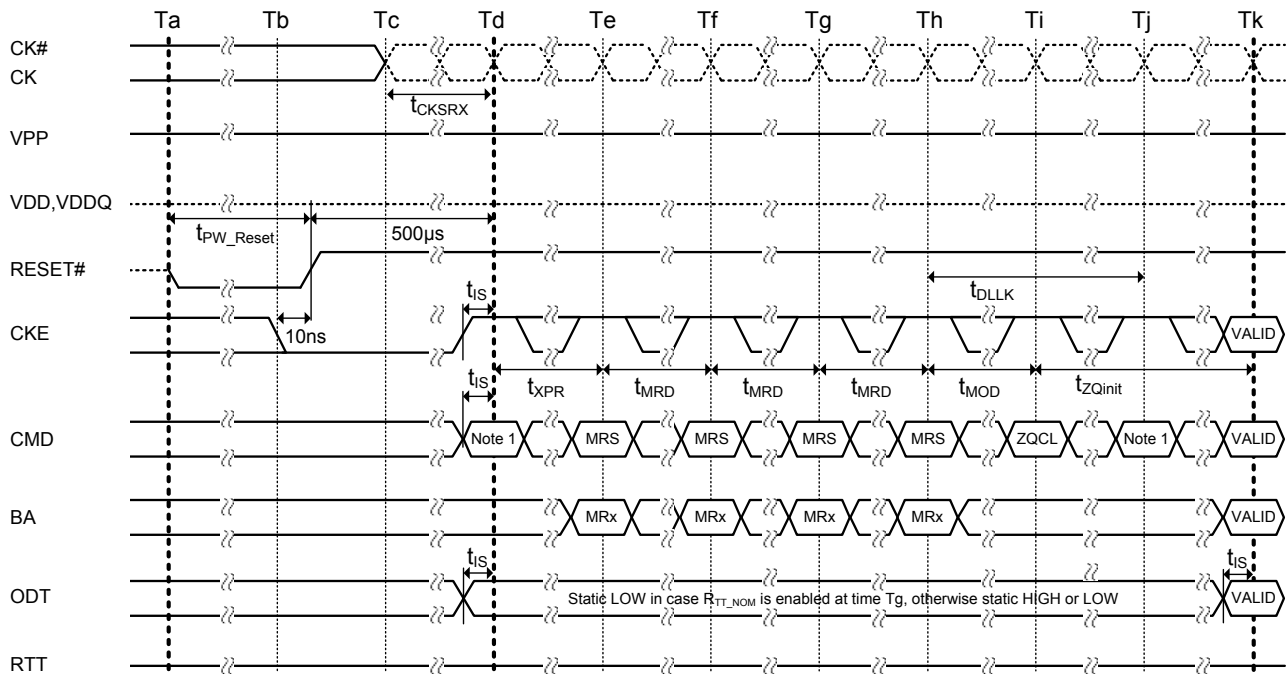 Ta Tb Tc Td Te Tf Tg Th Ti Tj Tk
CK#
CK
tCKSRX
VPP
VDD,VDDQ
tPW_Reset 500µs
RESET#
tIS tDLLK
CKE 10ns VALID
tIS tXPR tMRD tMRD tMRD tMOD tZQinit
CMD Note 1 MRS MRS MRS MRS ZQCL Note 1 VALID
BA MRx MRx MRx MRx VALID
tIS tIS
ODT Static LOW in case RTT_NOM is enabled at time Tg, otherwise static HIGH or LOW VALID
RTT